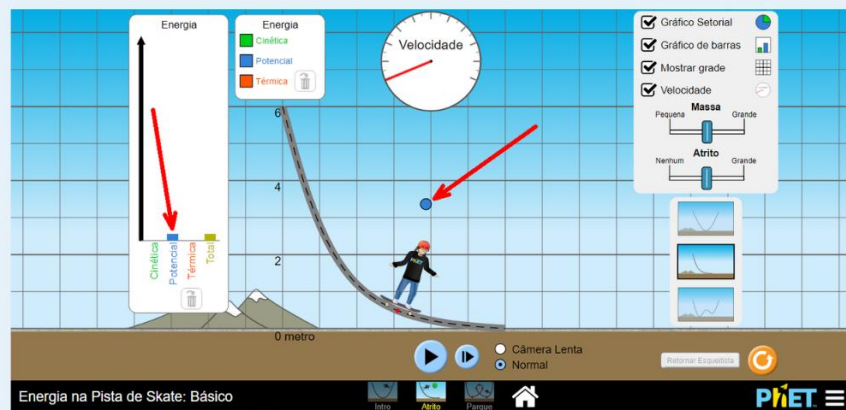 Energia
Cinética
Potencial
Térmica
Total
Energia
Cinética
Potencial
Térmica
Velocidade
6
4
2
0 metro
Gráfico Setorial
Gráfico de barras
Mostrar grade
Velocidade
Massa
Pequena Grande
Atrito
Nenhum Grande
Câmera Lenta
Normal
Retornar Esqueitista
Energia na Pista de Skate: Básico
Intro
Atrito
Parque
PhET